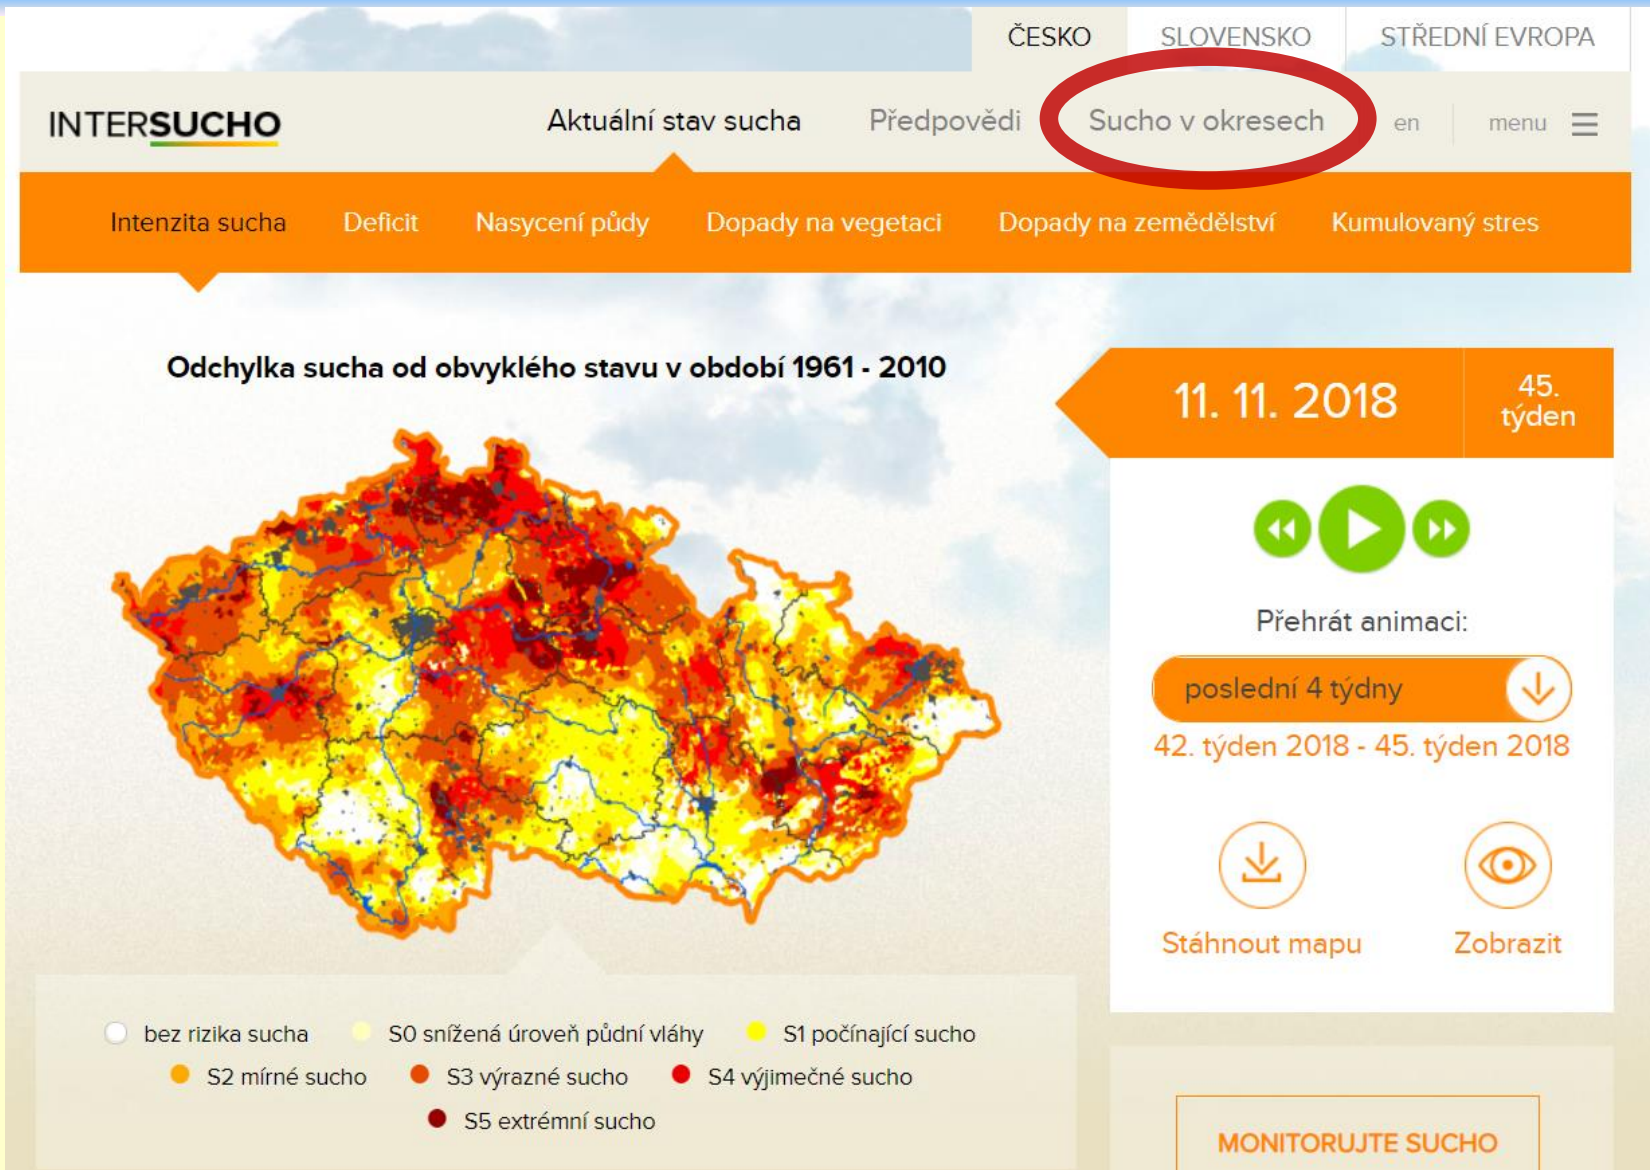 ČESKO SLOVENSKO STŘEDNÍ EVROPA
INTERSUCHO Aktuální stav sucha Předpovědi Sucho v okresech en menu
Intenzita sucha Deficit Nasycení půdy Dopady na vegetaci Dopady na zemědělství Kumulovaný stres
Odchylka sucha od obvyklého stavu v období 1961 - 2010
11. 11. 2018
45.
týden
Přehrát animaci:
poslední 4 týdny
42. týden 2018 - 45. týden 2018
Stáhnout mapu Zobrazit
bez rizika sucha S0 snížená úroveň půdní vláhy S1 počínající sucho
S2 mírné sucho S3 výrazné sucho S4 výjimečné sucho
S5 extrémní sucho
MONITORUJTE SUCHO